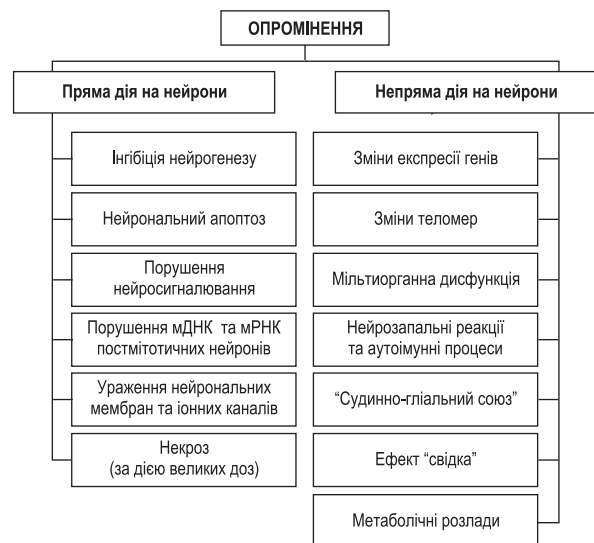 ОПРОМІНЕННЯ
Пряма дія на нейрони
Інгібіція нейрогенезу
Нейрональний апоптоз
Порушення
нейросигналювання
Порушення мДНК та мРНК
постмітотичних нейронів
Ураження нейрональних
мембран та іонних каналів
Некроз
(за дією великих доз)
Непряма дія на нейрони
Зміни експресії генів
Зміни теломер
Мільтиорганна дисфункція
Нейрозапальні реакції
та аутоімунні процеси
“Судинно-гліальний союз”
Ефект “свідка”
Метаболічні розлади